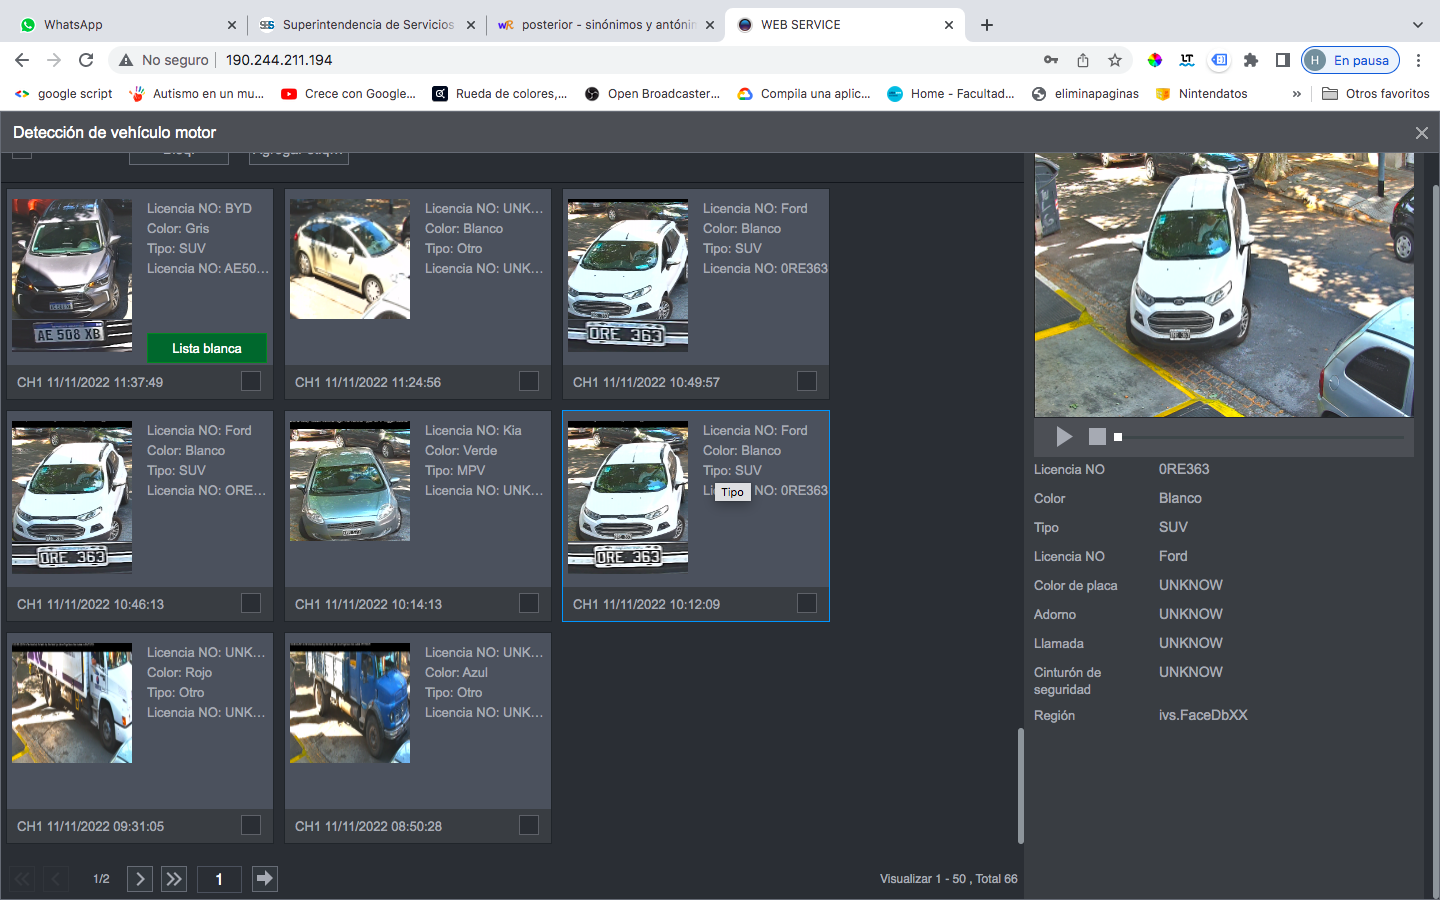 WhatsApp
Superintendencia de Servicios
posterior - sinónimos y antónim
WEB SERVICE
No seguro
190.244.211.194
En pausa
google script
Autismo en un mu...
Crece con Google...
Rueda de colores,...
Open Broadcaster...
Compila una aplic...
Home - Facultad...
eliminapaginas
Nintendatos
»
Otros favoritos
Detección de vehículo motor
Licencia NO: BYD
Color: Gris
Tipo: SUV
Licencia NO: AE50...
AE 508 XB
Lista blanca
CH1 11/11/2022 11:37:49
Licencia NO: UNK...
Color: Blanco
Tipo: Otro
Licencia NO: UNK...
CH1 11/11/2022 11:24:56
Licencia NO: Ford
Color: Blanco
Tipo: SUV
Licencia NO: 0RE363
ORE 363
CH1 11/11/2022 10:49:57
Licencia NO: Ford
Color: Blanco
Tipo: SUV
Licencia NO: ORE...
ORE 363
CH1 11/11/2022 10:46:13
Licencia NO: Kia
Color: Verde
Tipo: MPV
Licencia NO: UNK...
CH1 11/11/2022 10:14:13
Licencia NO: Ford
Color: Blanco
Tipo: SUV
NO: 0RE363
Tipo
ORE 363
CH1 11/11/2022 10:12:09
Licencia NO: UNK...
Color: Rojo
Tipo: Otro
Licencia NO: UNK...
CH1 11/11/2022 09:31:05
Licencia NO: UNK...
Color: Azul
Tipo: Otro
Licencia NO: UNK...
CH1 11/11/2022 08:50:28
1/2
1
Visualizar 1 - 50 , Total 66
Licencia NO 0RE363
Color Blanco
Tipo SUV
Licencia NO Ford
Color de placa UNKNOW
Adorno UNKNOW
Llamada UNKNOW
Cinturón de UNKNOW
seguridad
Región ivs.FaceDbXX